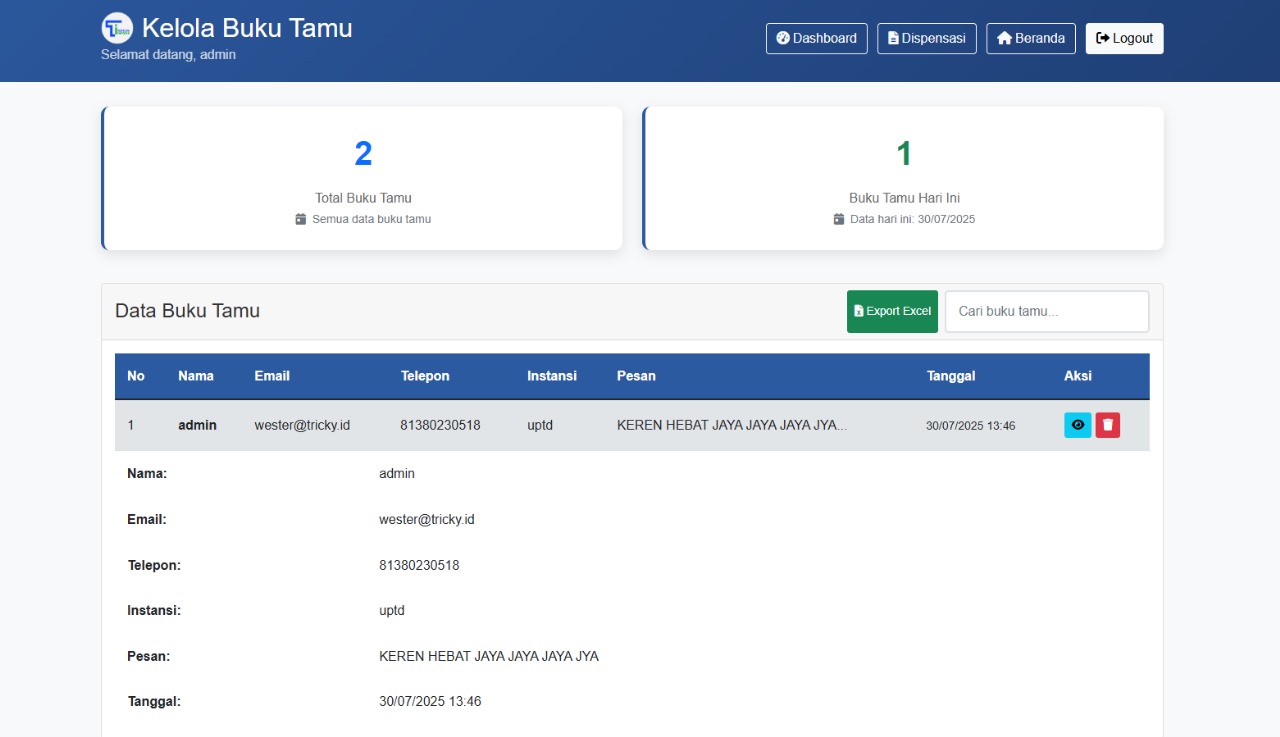 Kelola Buku Tamu
Selamat datang, admin
Dashboard
Dispensasi
Beranda
Logout
2
Total Buku Tamu
Semua data buku tamu
1
Buku Tamu Hari Ini
Data hari ini: 30/07/2025
Data Buku Tamu
Export Excel
Cari buku tamu...
No Nama Email Telepon Instansi Pesan Tanggal Aksi
1 admin wester@tricky.id 81380230518 uptd KEREN HEBAT JAYA JAYA JAYA JYA... 30/07/2025 13:46
Nama: admin
Email: wester@tricky.id
Telepon: 81380230518
Instansi: uptd
Pesan: KEREN HEBAT JAYA JAYA JAYA JYA
Tanggal: 30/07/2025 13:46